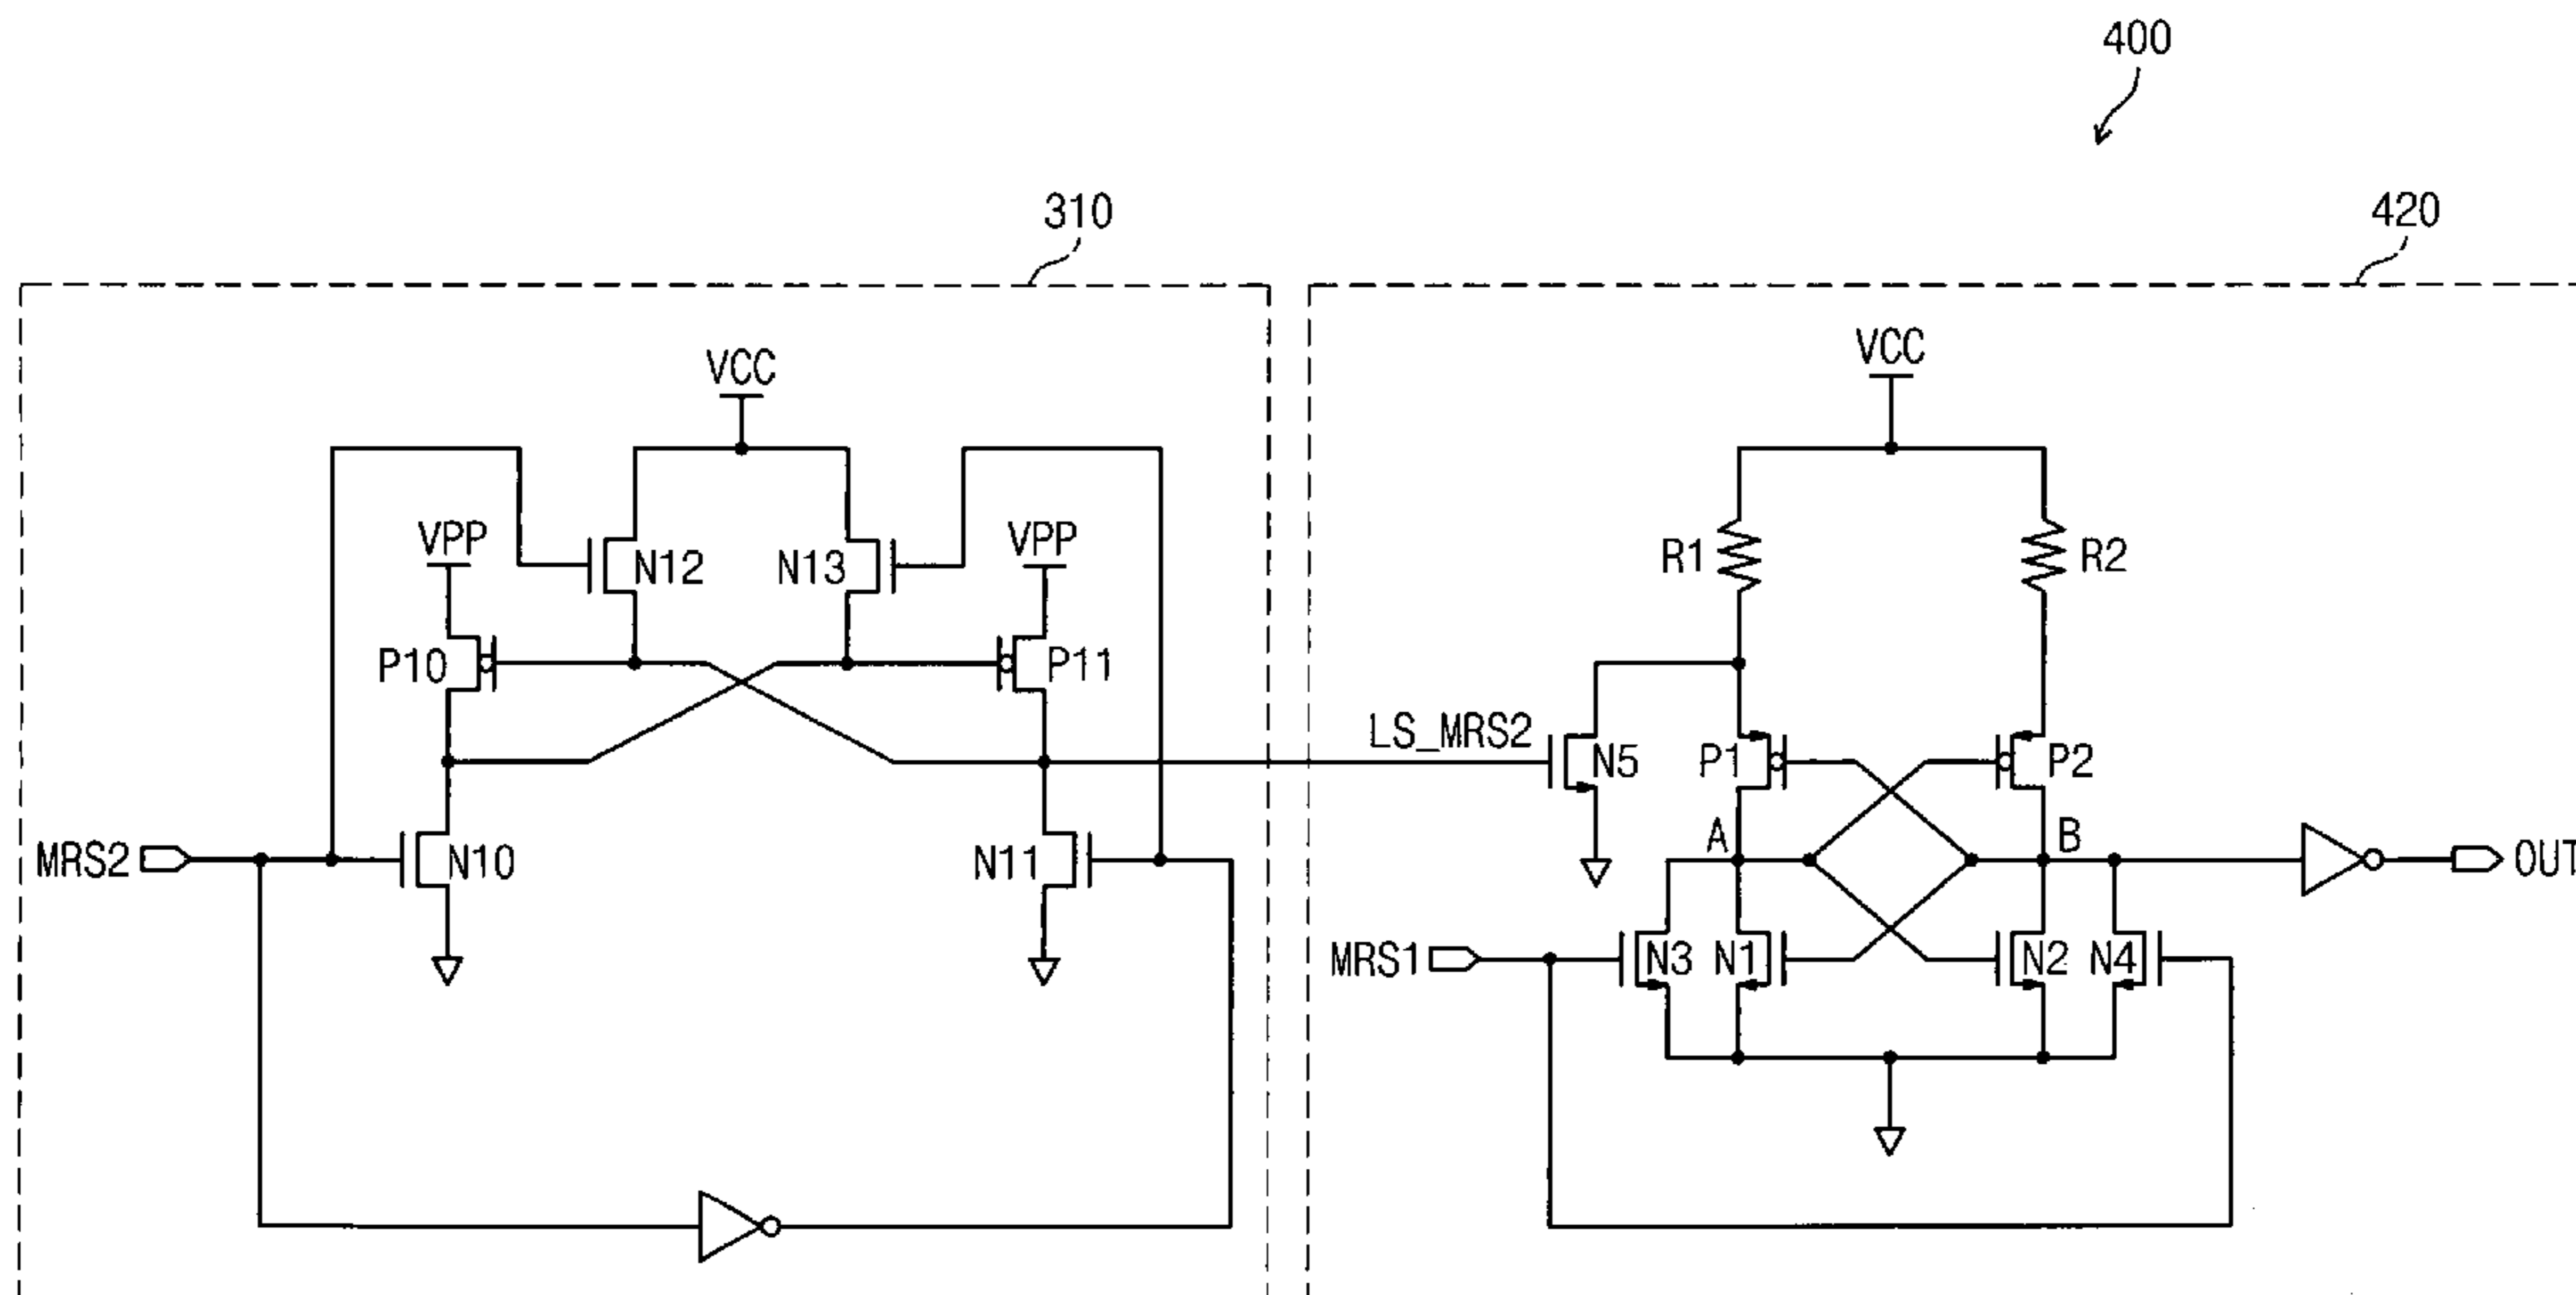 400
310
420
VCC
VCC
VPP
N12
N13
VPP
R1
R2
P10
P11
LS_MRS2
N5
P1
P2
MRS2
N10
N11
A
B
OUT
MRS1
N3
N1
N2
N4